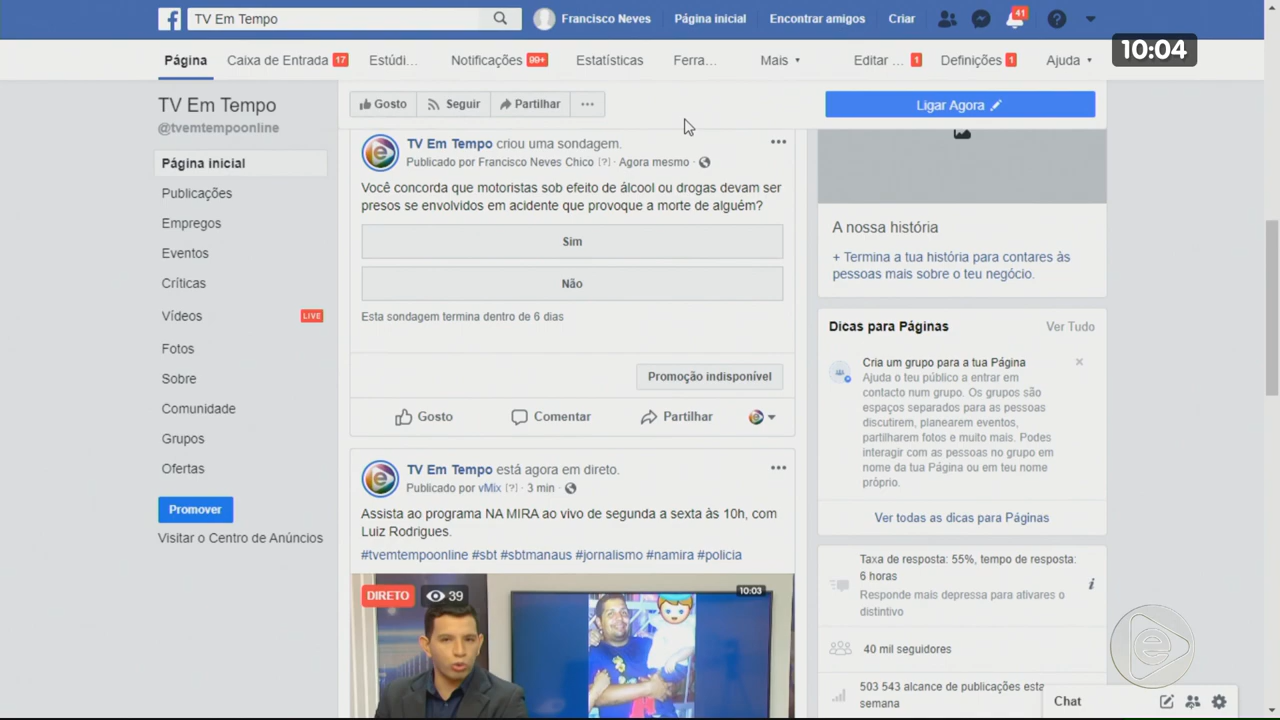 TV Em Tempo
Francisco Neves
Página inicial
Encontrar amigos
Criar
41
Página
Caixa de Entrada 17
Estúdi...
Notificações 99+
Estatísticas
Ferra...
Mais
Editar ... 1
Definições 1
Ajuda
10:04
TV Em Tempo
@tvemtempoonline
Página inicial
Publicações
Empregos
Eventos
Críticas
Vídeos LIVE
Fotos
Sobre
Comunidade
Grupos
Ofertas
Promover
Visitar o Centro de Anúncios
Gosto
Seguir
Partilhar
...
Ligar Agora
TV Em Tempo criou uma sondagem.
Publicado por Francisco Neves Chico [?] · Agora mesmo ·
Você concorda que motoristas sob efeito de álcool ou drogas devam ser
presos se envolvidos em acidente que provoque a morte de alguém?
Sim
Não
Esta sondagem termina dentro de 6 dias
Promoção indisponível
Gosto
Comentar
Partilhar
TV Em Tempo está agora em direto.
Publicado por vMix [?] · 3 min ·
Assista ao programa NA MIRA ao vivo de segunda a sexta às 10h, com
Luiz Rodrigues.
#tvemtempoonline #sbt #sbtmanaus #jornalismo #namira #policia
DIRETO
39
10:03
A nossa história
+ Termina a tua história para contares às
pessoas mais sobre o teu negócio.
Dicas para Páginas
Ver Tudo
Cria um grupo para a tua Página
Ajuda o teu público a entrar em
contacto num grupo. Os grupos são
espaços separados para as pessoas
discutirem, planearem eventos,
partilharem fotos e muito mais. Podes
interagir com as pessoas no grupo em
nome da tua Página ou em teu nome
próprio.
Ver todas as dicas para Páginas
Taxa de resposta: 55%, tempo de resposta:
6 horas
Responde mais depressa para ativares o
distintivo
40 mil seguidores
503 543 alcance de publicações esta
semana
Chat